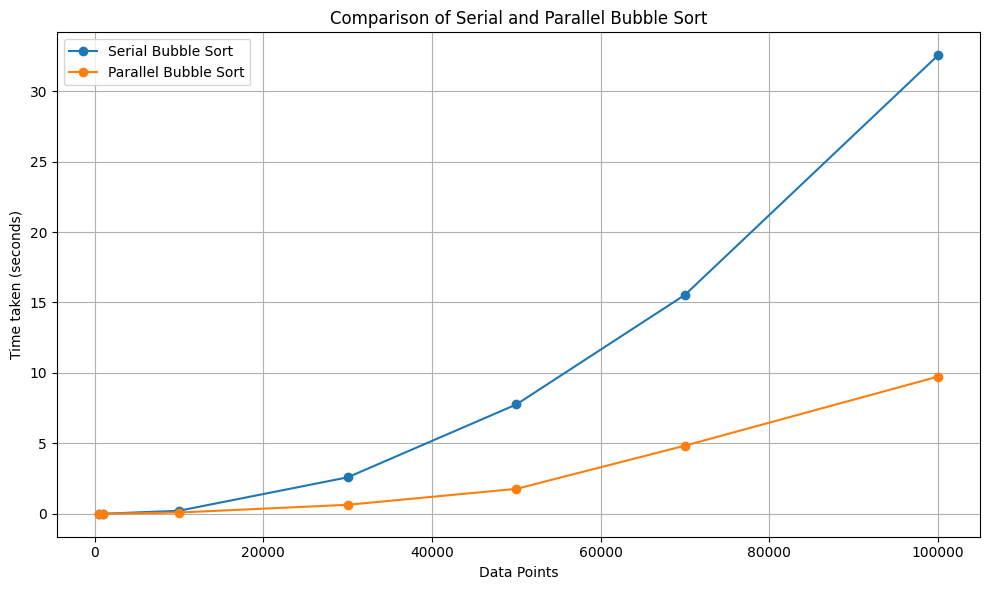 Comparison of Serial and Parallel Bubble Sort
Serial Bubble Sort
Parallel Bubble Sort
Time taken (seconds)
30
25
20
15
10
5
0
0 20000 40000 60000 80000 100000
Data Points